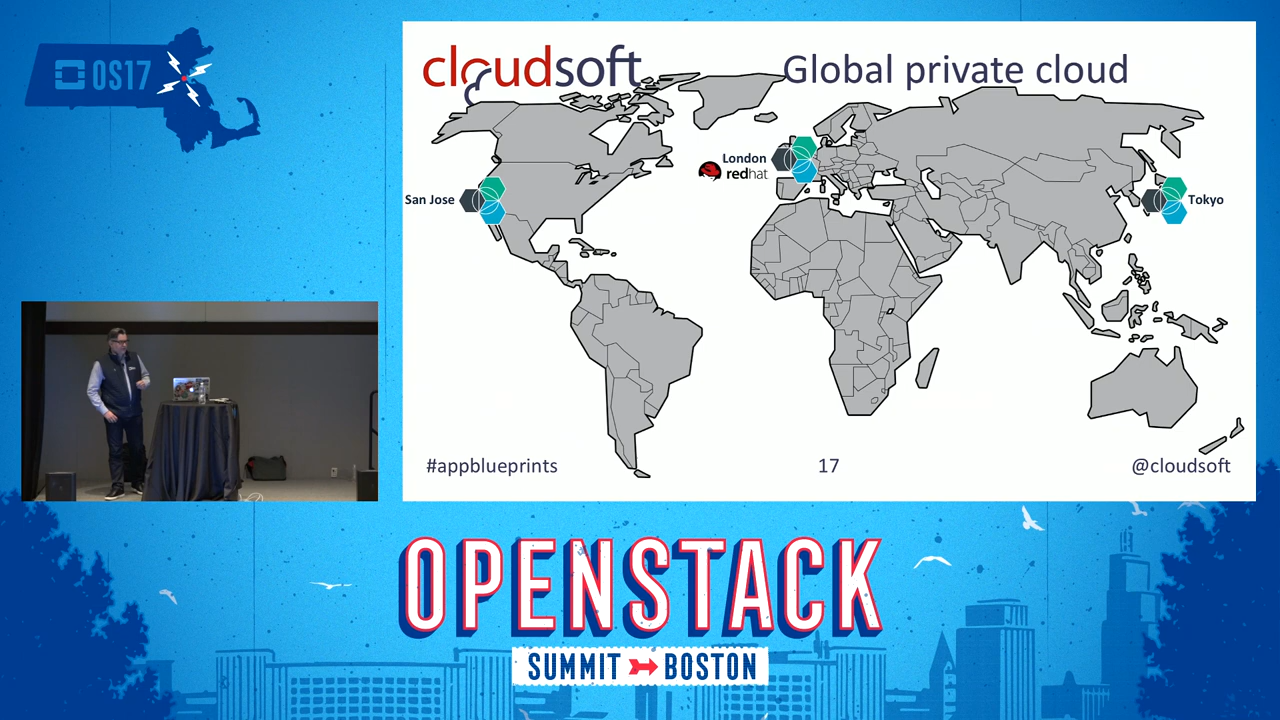 OS17
cloudsoft
Global private cloud
London
redhat
San Jose
Tokyo
#appblueprints
17
@cloudsoft
OPENSTACK
SUMMIT BOSTON